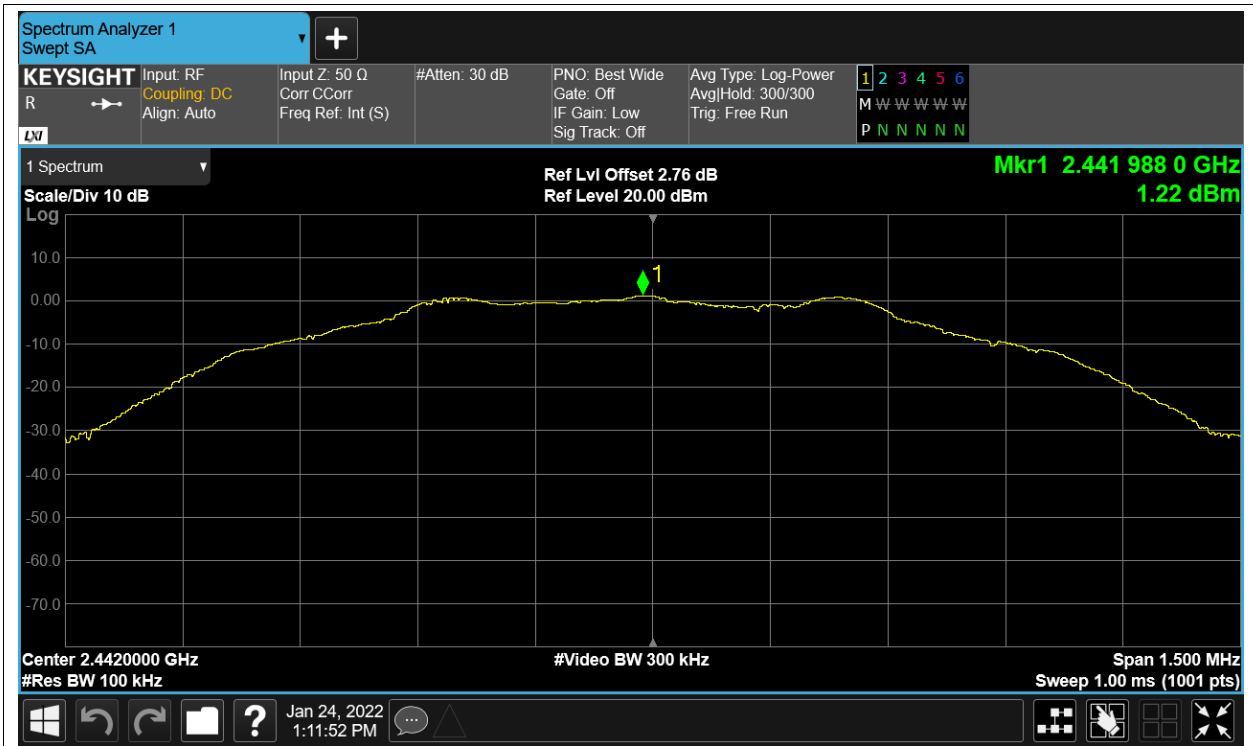 Spectrum Analyzer 1
Swept SA
KEYSIGHT
R
LXI
Input: RF
Coupling: DC
Align: Auto
Input Z: 50 Ω
Corr CCorr
Freq Ref: Int (S)
#Atten: 30 dB
PNO: Best Wide
Gate: Off
IF Gain: Low
Sig Track: Off
Avg Type: Log-Power
Avg|Hold: 300/300
Trig: Free Run
1 2 3 4 5 6
M W W W W W W
P N N N N N
1 Spectrum
Scale/Div 10 dB
Log
Ref Lvl Offset 2.76 dB
Ref Level 20.00 dBm
Mkr1 2.441 988 0 GHz
1.22 dBm
10.0
0.00
-10.0
-20.0
-30.0
-40.0
-50.0
-60.0
-70.0
1
Center 2.4420000 GHz
#Res BW 100 kHz
#Video BW 300 kHz
Span 1.500 MHz
Sweep 1.00 ms (1001 pts)
?
Jan 24, 2022
1:11:52 PM